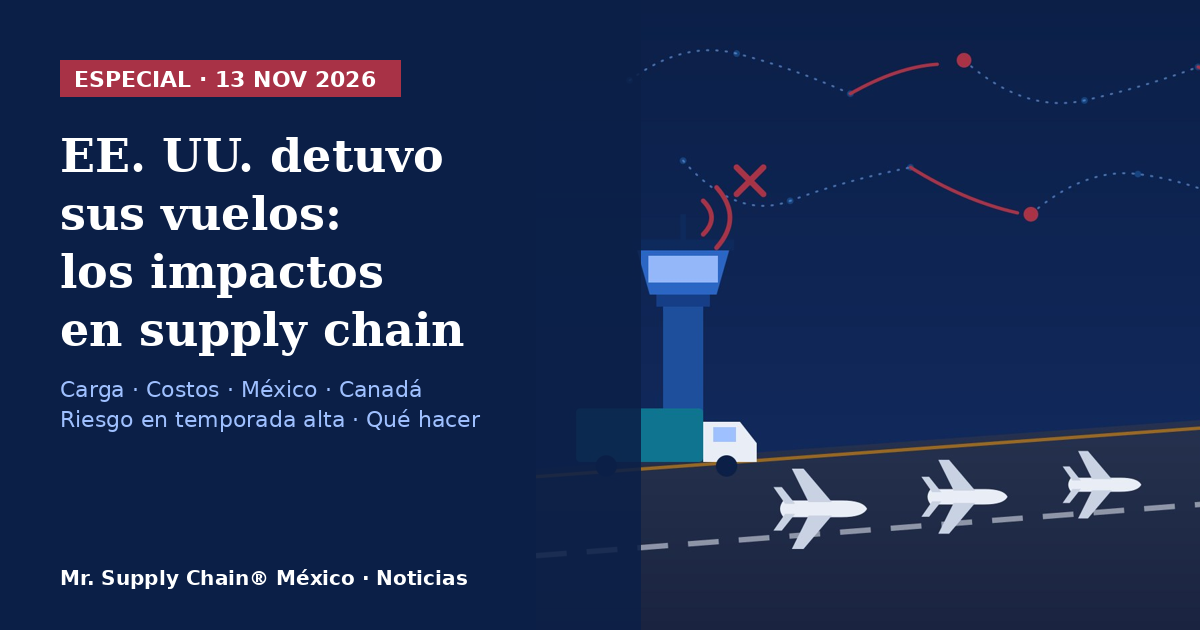 ESPECIAL · 13 NOV 2026
EE. UU. detuvo
sus vuelos:
los impactos
en supply chain
Carga · Costos · México · Canadá
Riesgo en temporada alta · Qué hacer
Mr. Supply Chain® México · Noticias